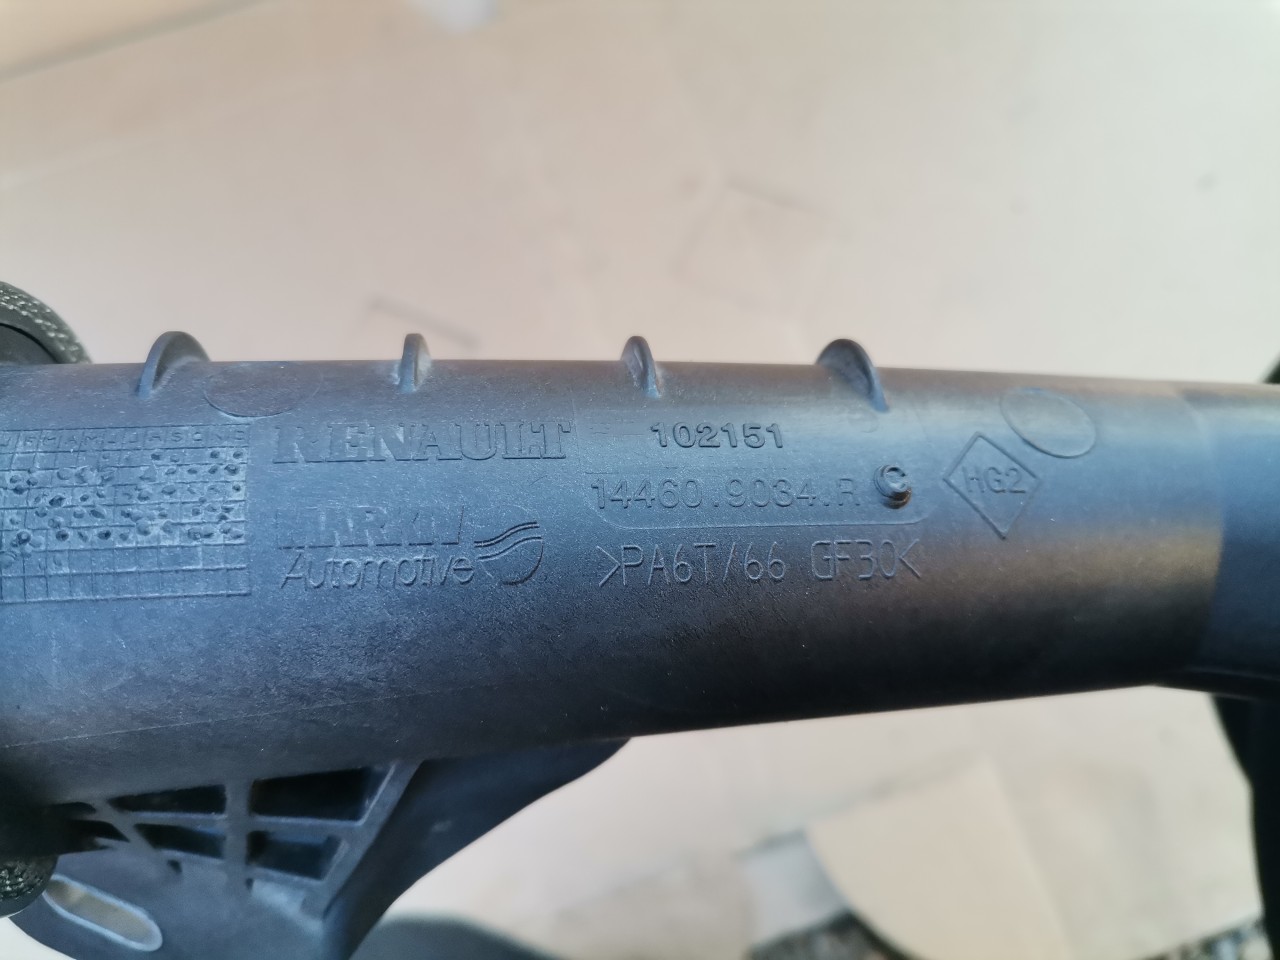 RENAULT
102151
14460.9034.R C
HG2
Automotive
>PA6T/66 GF30<